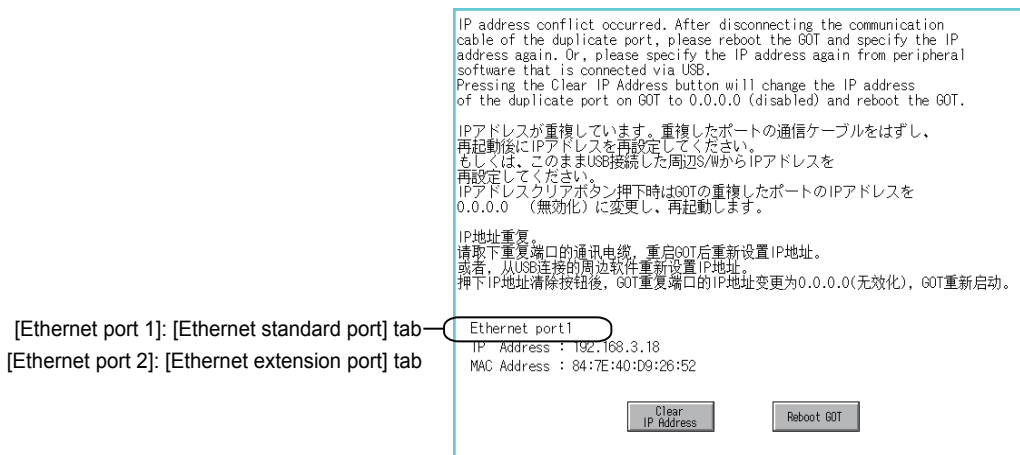 IP address conflict occurred. After disconnecting the communication
cable of the duplicate port, please reboot the GOT and specify the IP
address again. Or, please specify the IP address again from peripheral
software that is connected via USB.
Pressing the Clear IP Address button will change the IP address
of the duplicate port on GOT to 0.0.0.0 (disabled) and reboot the GOT.
IPアドレスが重複しています。重複したポートの通信ケーブルをはずし、
再起動後にIPアドレスを再設定してください。
もしくは、このままUSB接続した周辺S/WからIPアドレスを
再設定してください。
IPアドレスクリアボタン押下時はGOTの重複したポートのIPアドレスを
0.0.0.0 （無効化）に変更し、再起動します。
IP地址重复。
请取下重复端口的通讯电缆，重启GOT后重新设置IP地址。
或者，从USB连接的周边软件重新设置IP地址。
押下IP地址清除按钮後，GOT重复端口的IP地址变更为0.0.0.0(无效化)，GOT重新启动。
[Ethernet port 1]: [Ethernet standard port] tab
Ethernet port1
[Ethernet port 2]: [Ethernet extension port] tab
IP Address : 192.168.3.18
MAC Address : 84:7E:40:D9:26:52
Clear
IP Address
Reboot GOT